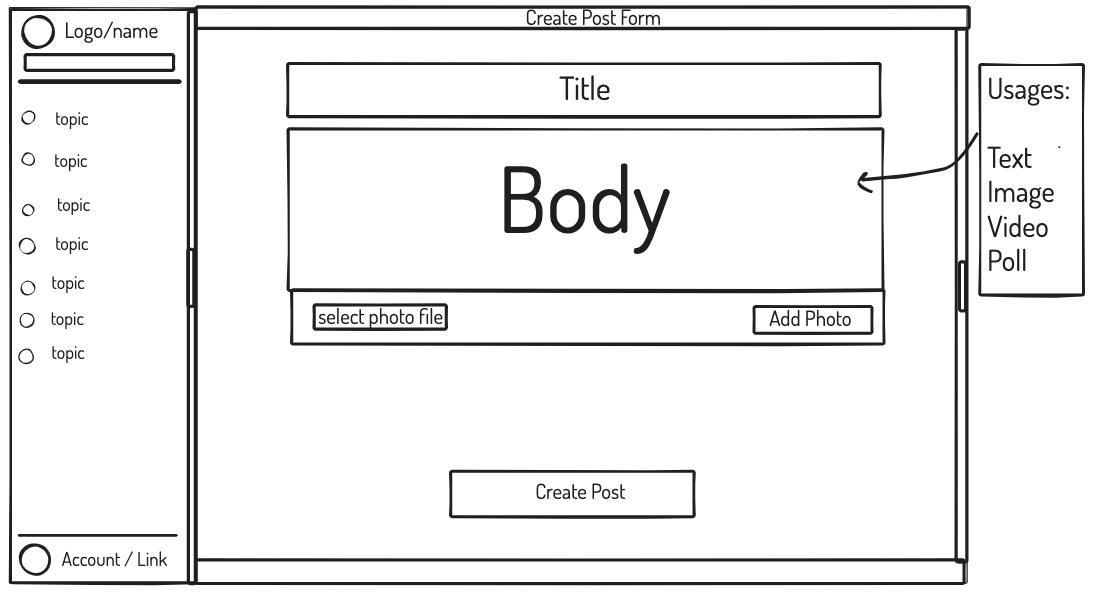 Logo/name
topic
topic
topic
topic
topic
topic
topic
Account / Link
Create Post Form
Title
Body
select photo file
Add Photo
Create Post
Usages:
Text
Image
Video
Poll